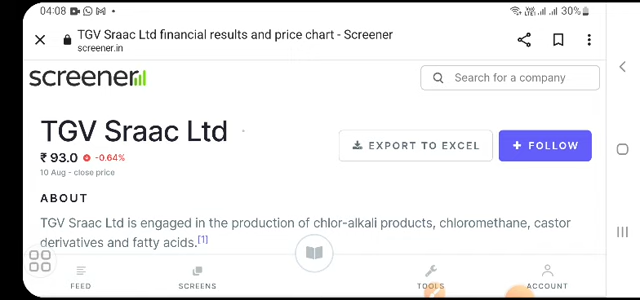 04:08 30%
TGV Sraac Ltd financial results and price chart - Screener
screener.in
screener
Search for a company
TGV Sraac Ltd
₹ 93.0 -0.64%
10 Aug - close price
EXPORT TO EXCEL
+ FOLLOW
ABOUT
TGV Sraac Ltd is engaged in the production of chlor-alkali products, chloromethane, castor
derivatives and fatty acids.[1]
FEED SCREENS TOOLS ACCOUNT